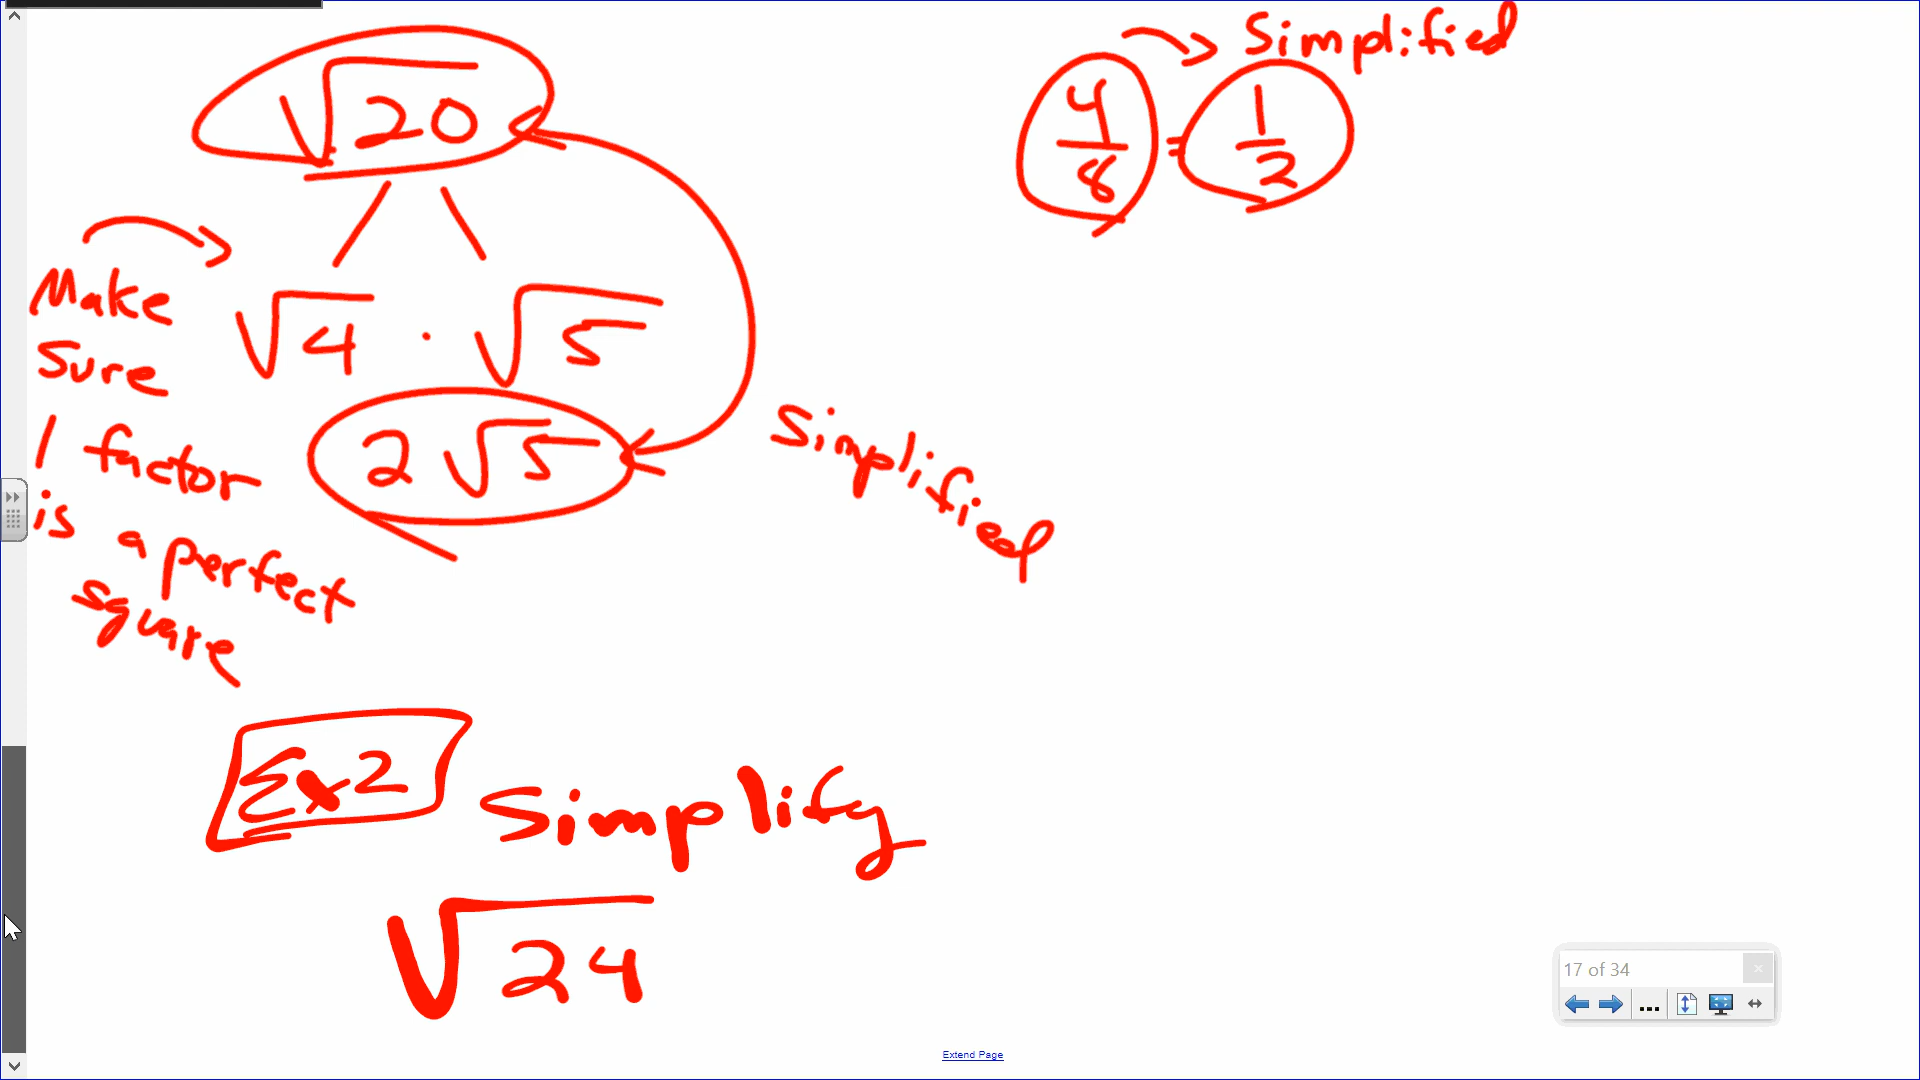 √20
√4 · √5
2√5
Make
Sure
1 factor
is a perfect
square
Simplified
4/8 = 1/2
Simplified
Ex2 Simplify
√24
17 of 34
...
Extend Page